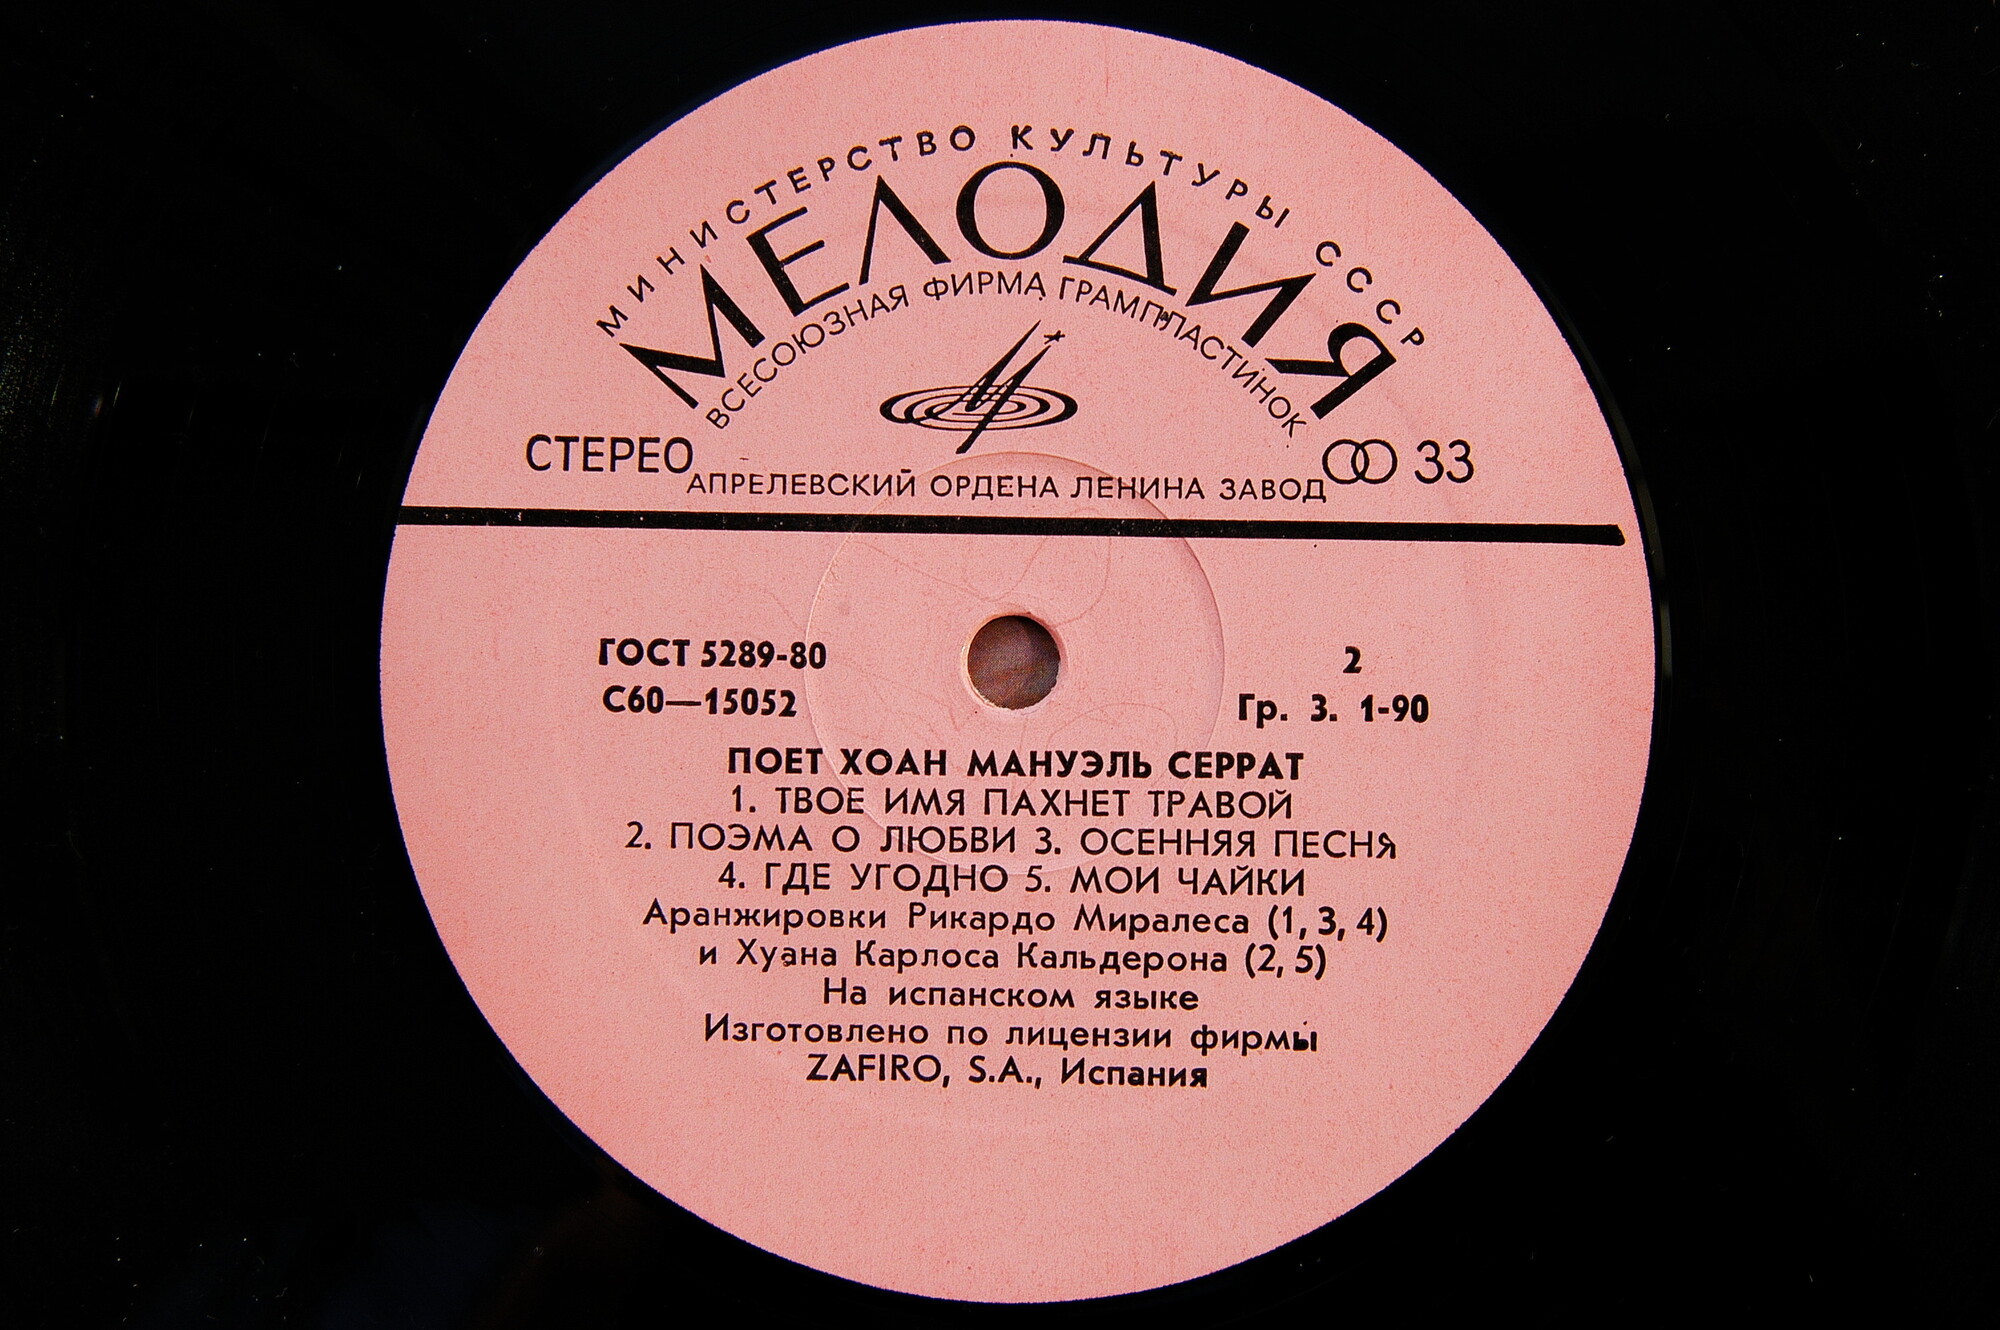 МИНИСТЕРСТВО КУЛЬТУРЫ СССР
МЕЛОДИЯ
ВСЕСОЮЗНАЯ ФИРМА ГРАМПЛАСТИНОК
СТЕРЕО 33
АПРЕЛЕВСКИЙ ОРДЕНА ЛЕНИНА ЗАВОД
ГОСТ 5289-80 2
С60—15052 Гр. 3. 1-90
ПОЕТ ХОАН МАНУЭЛЬ СЕРРАТ
1. ТВОЕ ИМЯ ПАХНЕТ ТРАВОЙ
2. ПОЭМА О ЛЮБВИ 3. ОСЕННЯЯ ПЕСНЯ
4. ГДЕ УГОДНО 5. МОИ ЧАЙКИ
Аранжировки Рикардо Миралеса (1, 3, 4)
и Хуана Карлоса Кальдерона (2, 5)
На испанском языке
Изготовлено по лицензии фирмы
ZAFIRO, S.A., Испания